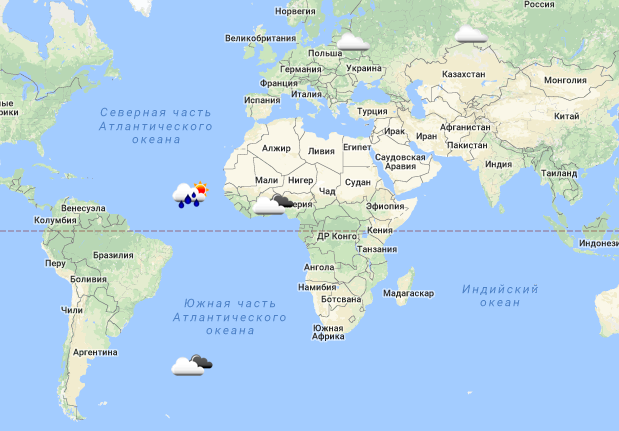 Норвегия
Россия
Великобритания
Польша
Германия
Украина
Казахстан
Франция
Монголия
Италия
Испания
Северная часть
Атлантического
океана
Турция
Китай
Ирак
Афганистан
Иран
Алжир
Ливия
Египет
Пакистан
Саудовская
Аравия
Индия
Мали
Нигер
Судан
Таиланд
Чад
Венесуэла
Эфиопия
Колумбия
Кения
ДР Конго
Танзания
Бразилия
Перу
Ангола
Боливия
Намибия
Мадагаскар
Ботсвана
Индийский
океан
Южная часть
Атлантического
океана
Чили
Южная
Африка
Аргентина